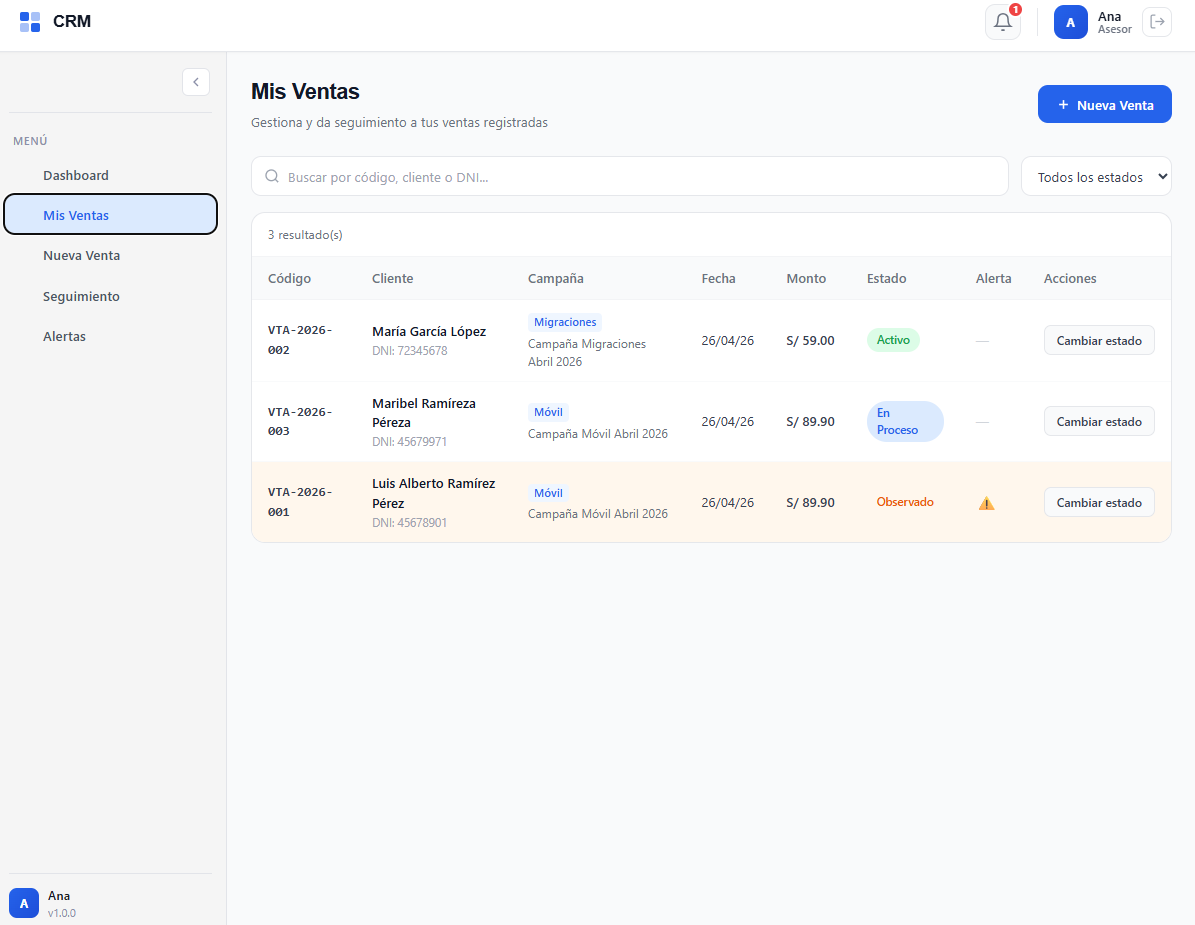 CRM
1
A
Ana
Asesor
MENÚ
Dashboard
Mis Ventas
Nueva Venta
Seguimiento
Alertas
A
Ana
v1.0.0
Mis Ventas
Gestiona y da seguimiento a tus ventas registradas
+ Nueva Venta
Buscar por código, cliente o DNI...
Todos los estados
3 resultado(s)
Código Cliente Campaña Fecha Monto Estado Alerta Acciones
VTA-2026-
002
María García López
DNI: 72345678
Migraciones
Campaña Migraciones
Abril 2026
26/04/26
S/ 59.00
Activo
—
Cambiar estado
VTA-2026-
003
Maribel Ramíreza
Péreza
DNI: 45679971
Móvil
Campaña Móvil Abril 2026
26/04/26
S/ 89.90
En
Proceso
—
Cambiar estado
VTA-2026-
001
Luis Alberto Ramírez
Pérez
DNI: 45678901
Móvil
Campaña Móvil Abril 2026
26/04/26
S/ 89.90
Observado
Cambiar estado